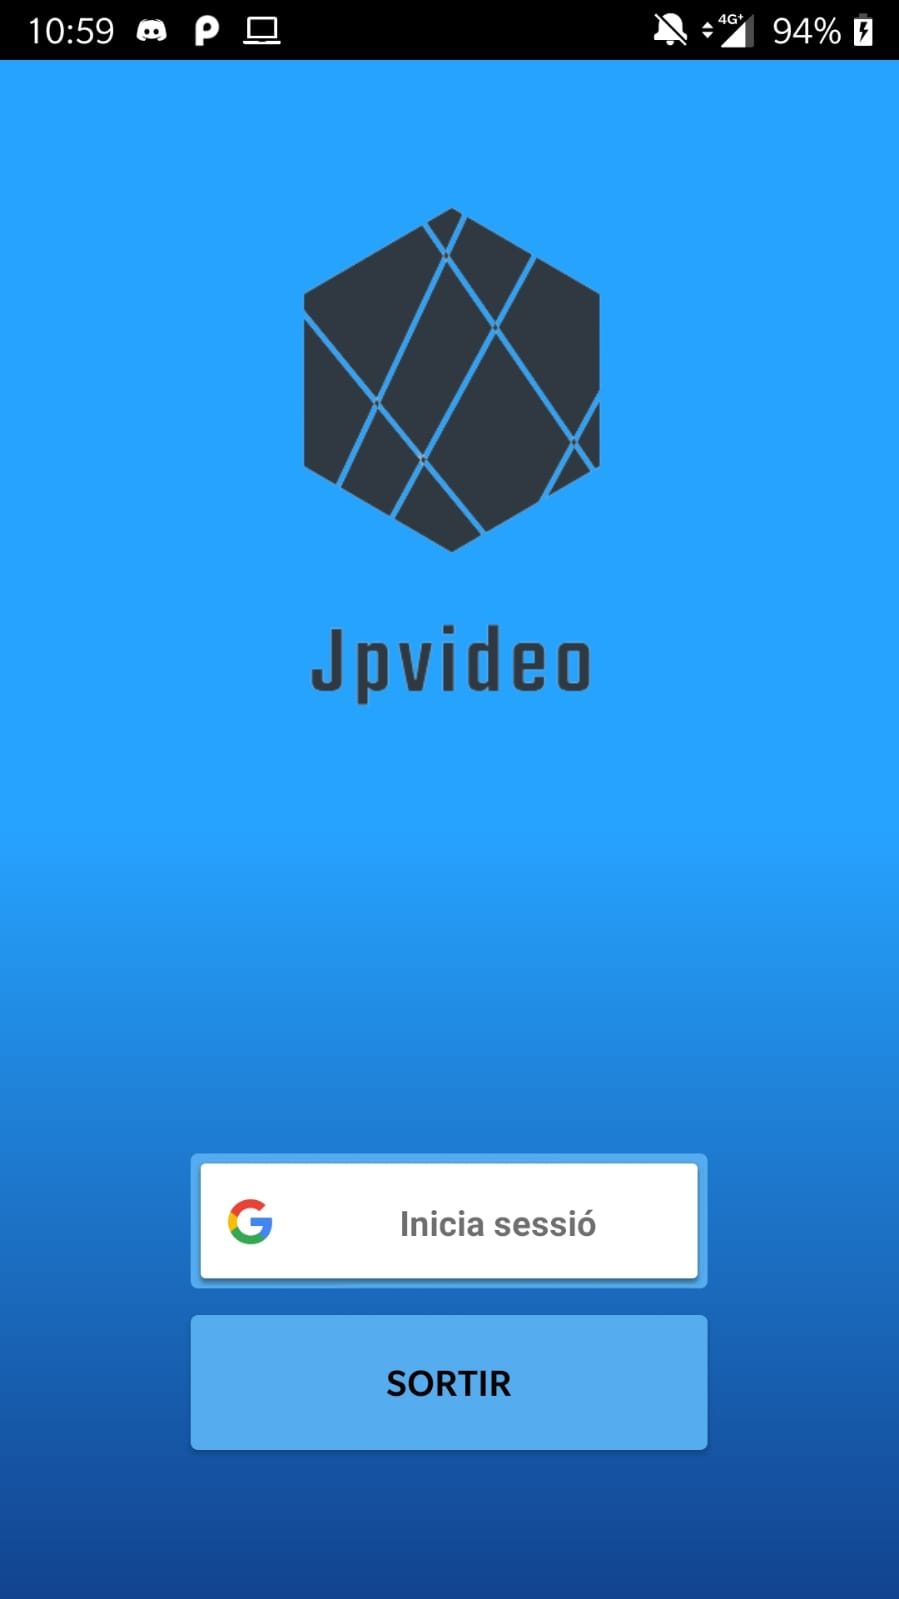 10:59 4G+ 94%
Jpvideo
Inicia sessió
SORTIR